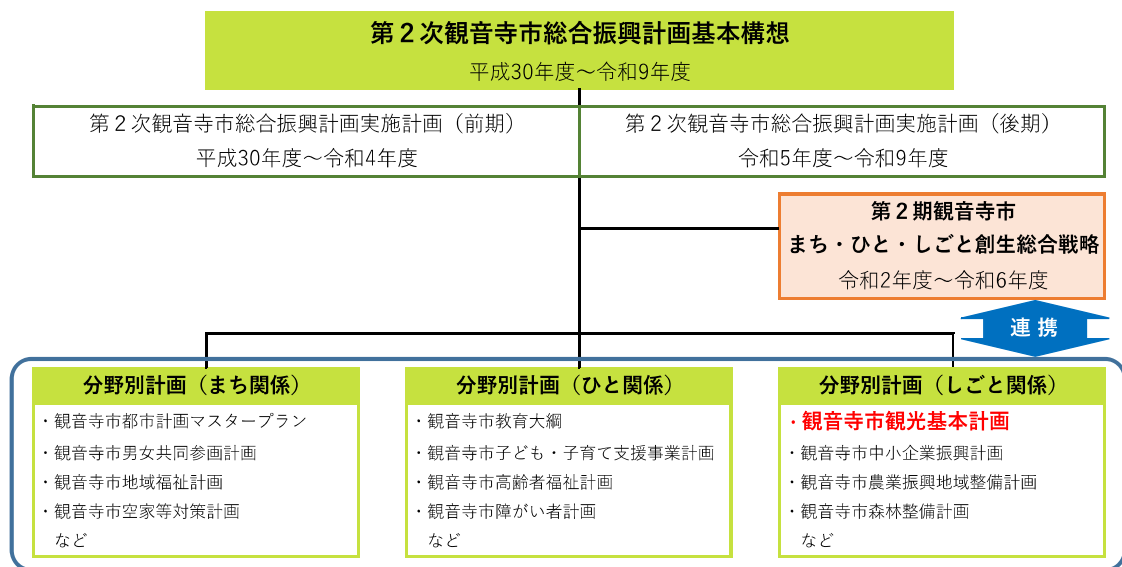 第２次観音寺市総合振興計画基本構想
平成30年度～令和9年度
第２次観音寺市総合振興計画実施計画（前期）
平成30年度～令和4年度
第２次観音寺市総合振興計画実施計画（後期）
令和5年度～令和9年度
第２期観音寺市
まち・ひと・しごと創生総合戦略
令和2年度～令和6年度
連 携
分野別計画（まち関係）
・観音寺市都市計画マスタープラン
・観音寺市男女共同参画計画
・観音寺市地域福祉計画
・観音寺市空家等対策計画
など
分野別計画（ひと関係）
・観音寺市教育大綱
・観音寺市子ども・子育て支援事業計画
・観音寺市高齢者福祉計画
・観音寺市障がい者計画
など
分野別計画（しごと関係）
・観音寺市観光基本計画
・観音寺市中小企業振興計画
・観音寺市農業振興地域整備計画
・観音寺市森林整備計画
など